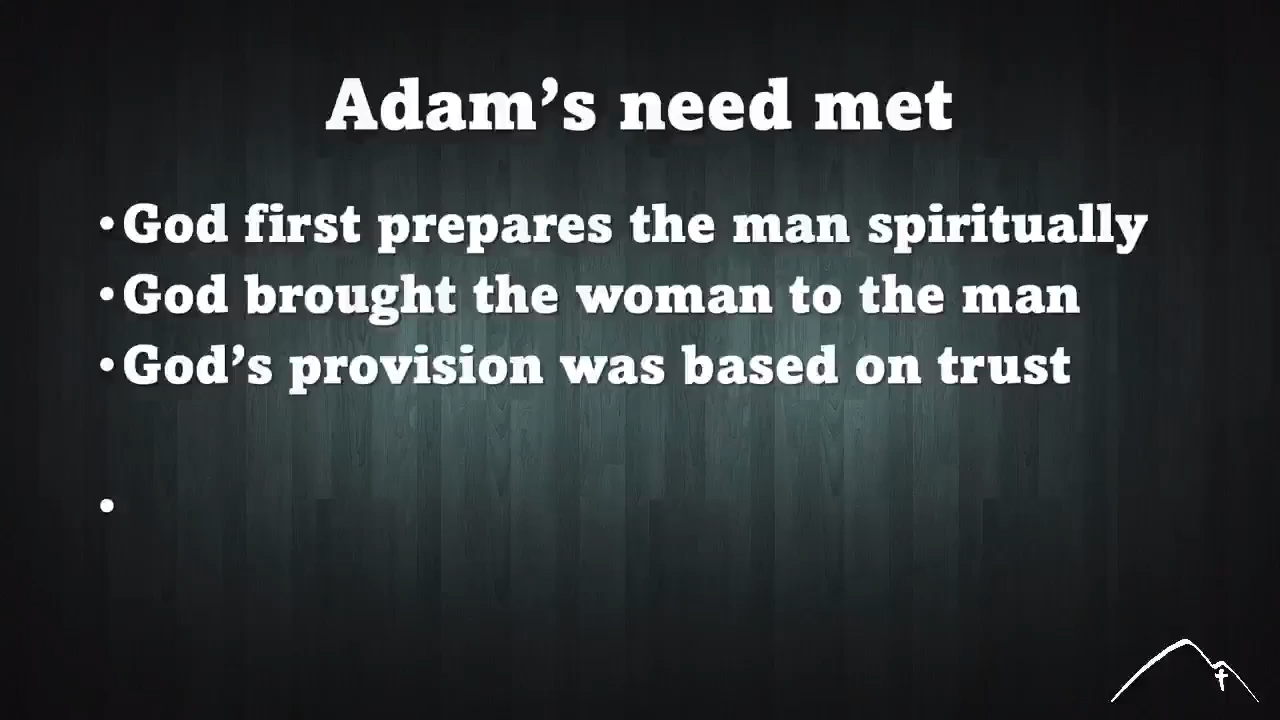 Adam’s need met
•God first prepares the man spiritually
•God brought the woman to the man
•God’s provision was based on trust
•